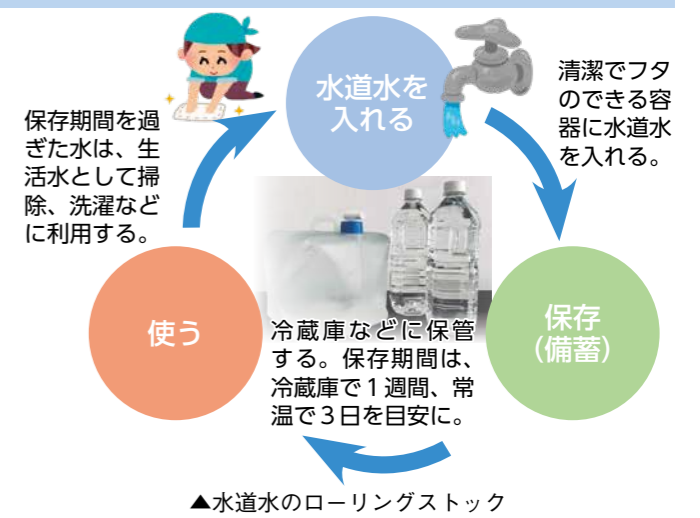 水道水を
入れる
清潔でフタ
のできる容
器に水道水
を入れる。
保存
(備蓄)
冷蔵庫などに保管
する。保存期間は、
冷蔵庫で1週間、常
温で3日を目安に。
使う
保存期間を過
ぎた水は、生
活水として掃
除、洗濯など
に利用する。
▲水道水のローリングストック